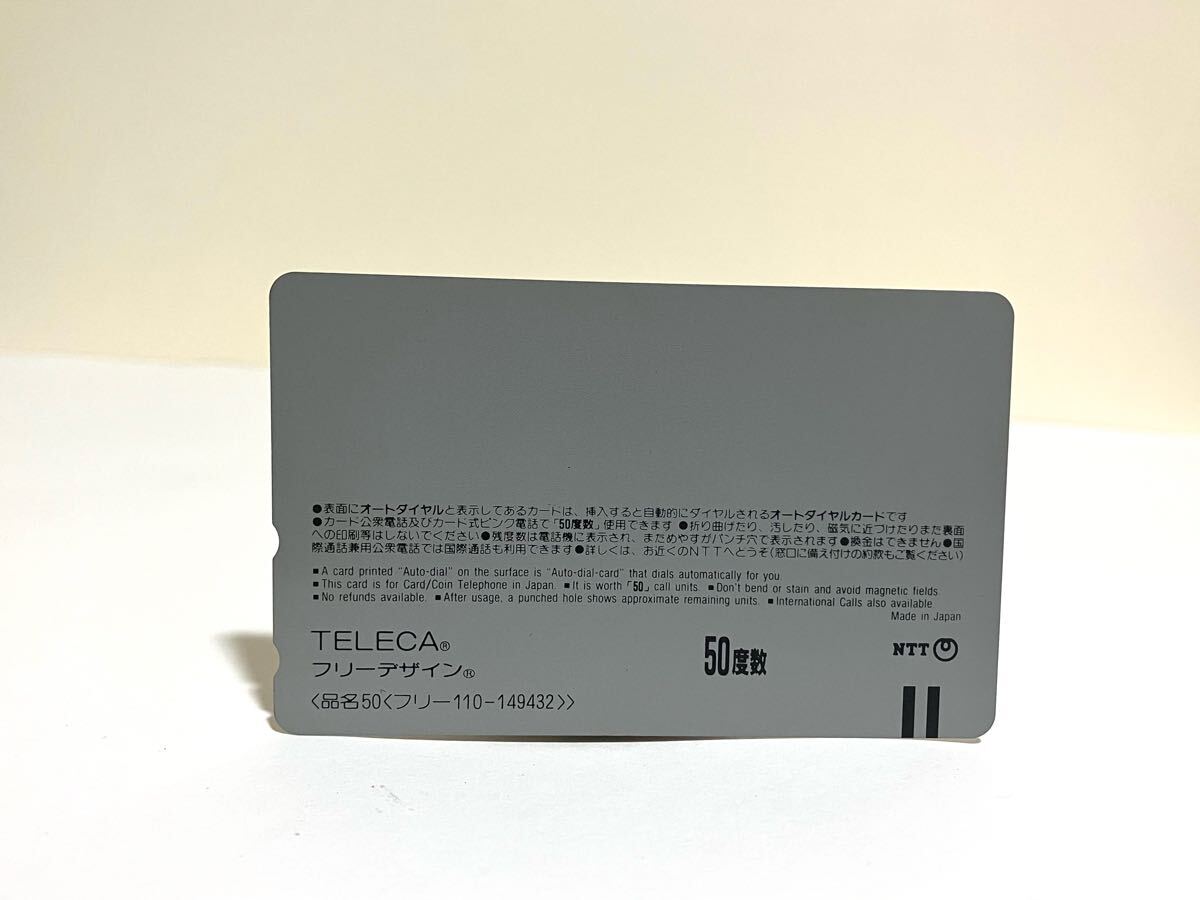 ●表面にオートダイヤルと表示してあるカートは、挿入すると自動的にダイヤルされるオートダイヤルカードです
●カード公衆電話及びカード式ピンク電話で「50度数」使用できます ●折り曲げたり、汚したり、磁気に近づけたりまた裏面
への印刷等はしないでください ●残度数は電話機に表示され、まためやすがパンチ穴で表示されます ●換金はできません ●国
際通話兼用公衆電話では国際通話も利用できます ●詳しくは、お近くのNTTへとうそ(窓口に備え付けの約款もご覧ください)
■ A card printed “Auto-dial” on the surface is “Auto-dial-card” that dials automatically for you.
■ This card is for Card/Coin Telephone in Japan. ■ It is worth「50」call units. ■ Don't bend or stain and avoid magnetic fields.
■ No refunds available. ■ After usage, a punched hole shows approximate remaining units. ■ International Calls also available
Made in Japan
TELECA®
フリーデザイン®
50度数
NTT
〈品名50〈フリー110-149432〉〉